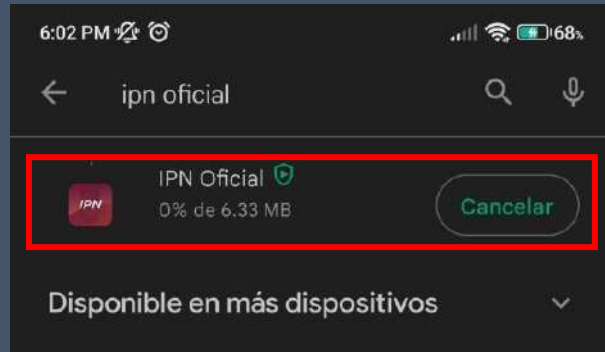 6:02 PM 68%
ipn oficial
IPN Oficial
IPN
0% de 6.33 MB
Cancelar
Disponible en más dispositivos